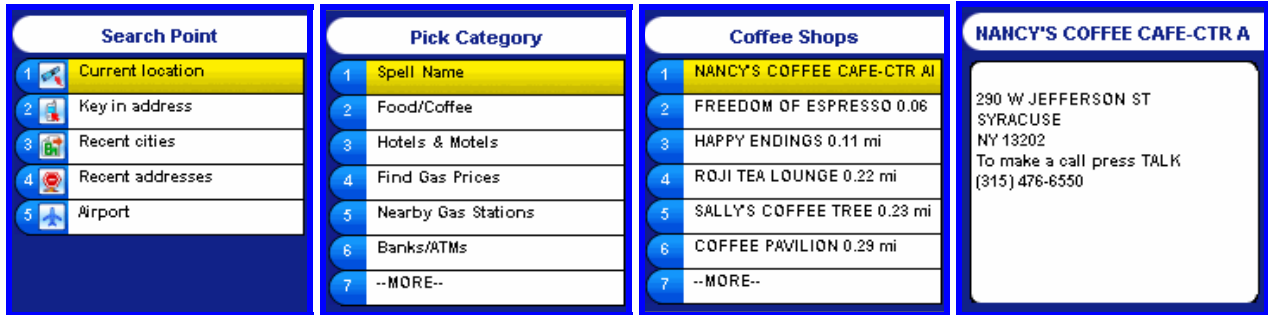 Search Point
1 Current location
2 Key in address
3 Recent cities
4 Recent addresses
5 Airport
Pick Category
1 Spell Name
2 Food/Coffee
3 Hotels & Motels
4 Find Gas Prices
5 Nearby Gas Stations
6 Banks/ATMs
7 --MORE--
Coffee Shops
1 NANCY'S COFFEE CAFE-CTR AI
2 FREEDOM OF ESPRESSO 0.06
3 HAPPY ENDINGS 0.11 mi
4 ROJI TEA LOUNGE 0.22 mi
5 SALLY'S COFFEE TREE 0.23 mi
6 COFFEE PAVILION 0.29 mi
7 --MORE--
NANCY'S COFFEE CAFE-CTR A
290 W JEFFERSON ST
SYRACUSE
NY 13202
To make a call press TALK
(315) 476-6550